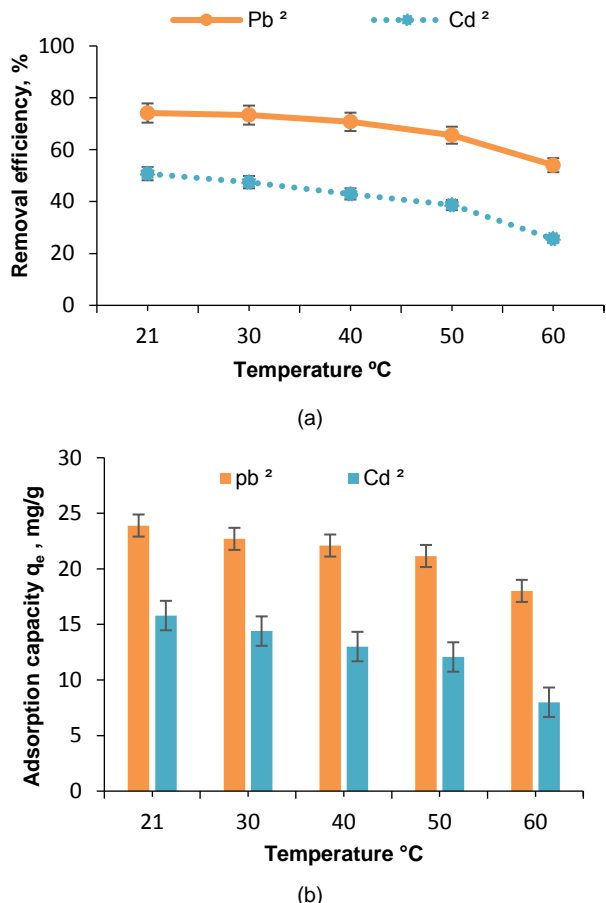 Pb ²
Cd ²
100
80
60
40
20
0
Removal efficiency, %
21 30 40 50 60
Temperature ºC
(a)
pb ²
Cd ²
30
25
20
15
10
5
0
Adsorption capacity qe , mg/g
21 30 40 50 60
Temperature °C
(b)